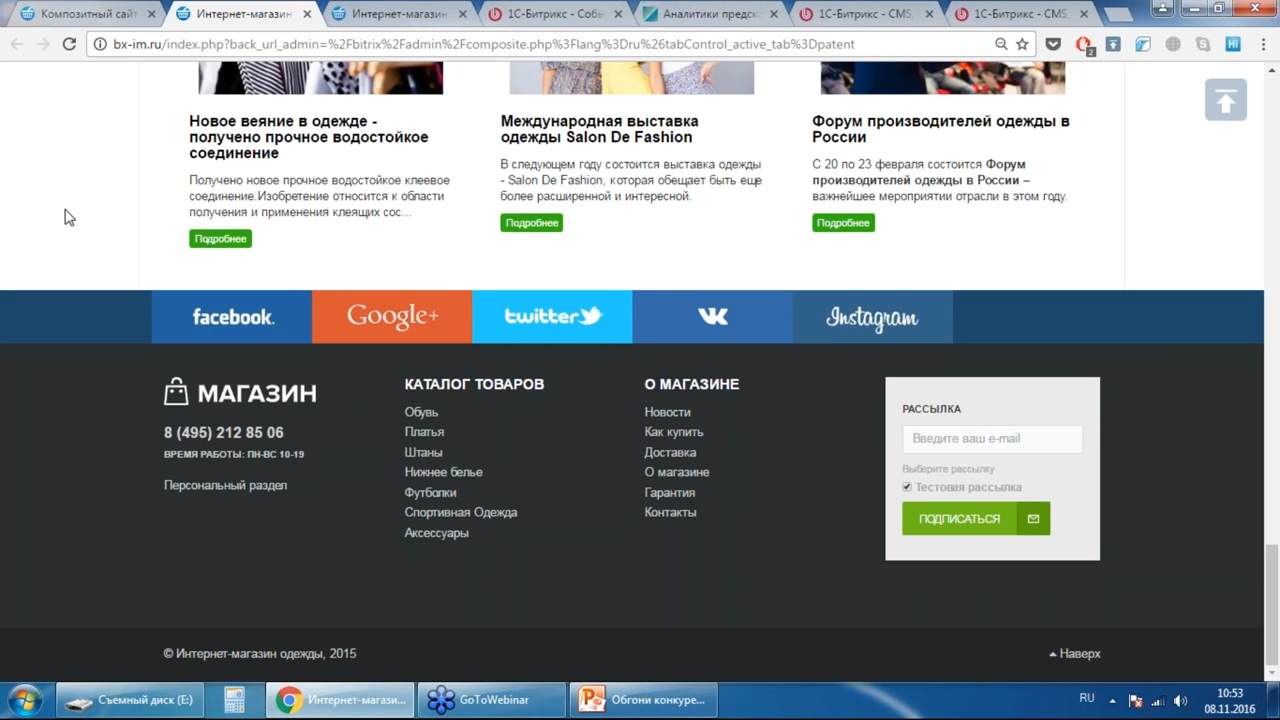 Композитный сайт
Интернет-магазин
Интернет-магазин
1С-Битрикс - Собы
Аналитики предска
1С-Битрикс - CMS
1С-Битрикс - CMS
bx-im.ru/index.php?back_url_admin=%2Fbitrix%2Fadmin%2Fcomposite.php%3Flang%3Dru%26tabControl_active_tab%3Dpatent
2
Hi
Новое веяние в одежде -
получено прочное водостойкое
соединение
Получено новое прочное водостойкое клеевое
соединение.Изобретение относится к области
получения и применения клеящих сос...
Подробнее
Международная выставка
одежды Salon De Fashion
В следующем году состоится выставка одежды
- Salon De Fashion, которая обещает быть еще
более расширенной и интересной.
Подробнее
Форум производителей одежды в
России
С 20 по 23 февраля состоится Форум
производителей одежды в России –
важнейшее мероприятии отрасли в этом году.
Подробнее
facebook.
Google+
twitter
Instagram
МАГАЗИН
8 (495) 212 85 06
ВРЕМЯ РАБОТЫ: ПН-ВС 10-19
Персональный раздел
КАТАЛОГ ТОВАРОВ
Обувь
Платья
Штаны
Нижнее белье
Футболки
Спортивная Одежда
Аксессуары
О МАГАЗИНЕ
Новости
Как купить
Доставка
О магазине
Гарантия
Контакты
РАССЫЛКА
Введите ваш e-mail
Выберите рассылку
Тестовая рассылка
ПОДПИСАТЬСЯ
© Интернет-магазин одежды, 2015
Наверх
Съемный диск (E:)
Интернет-магази...
GoToWebinar
Обгони конкуре...
RU
10:53
08.11.2016